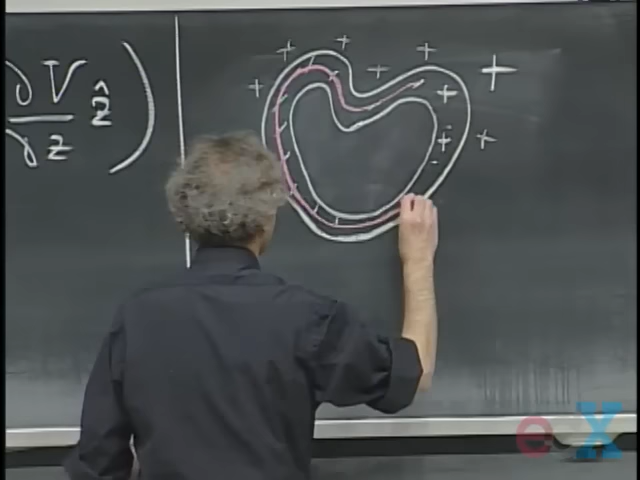 ∂V/∂z ẑ)
+ + + + + + + + +
eX